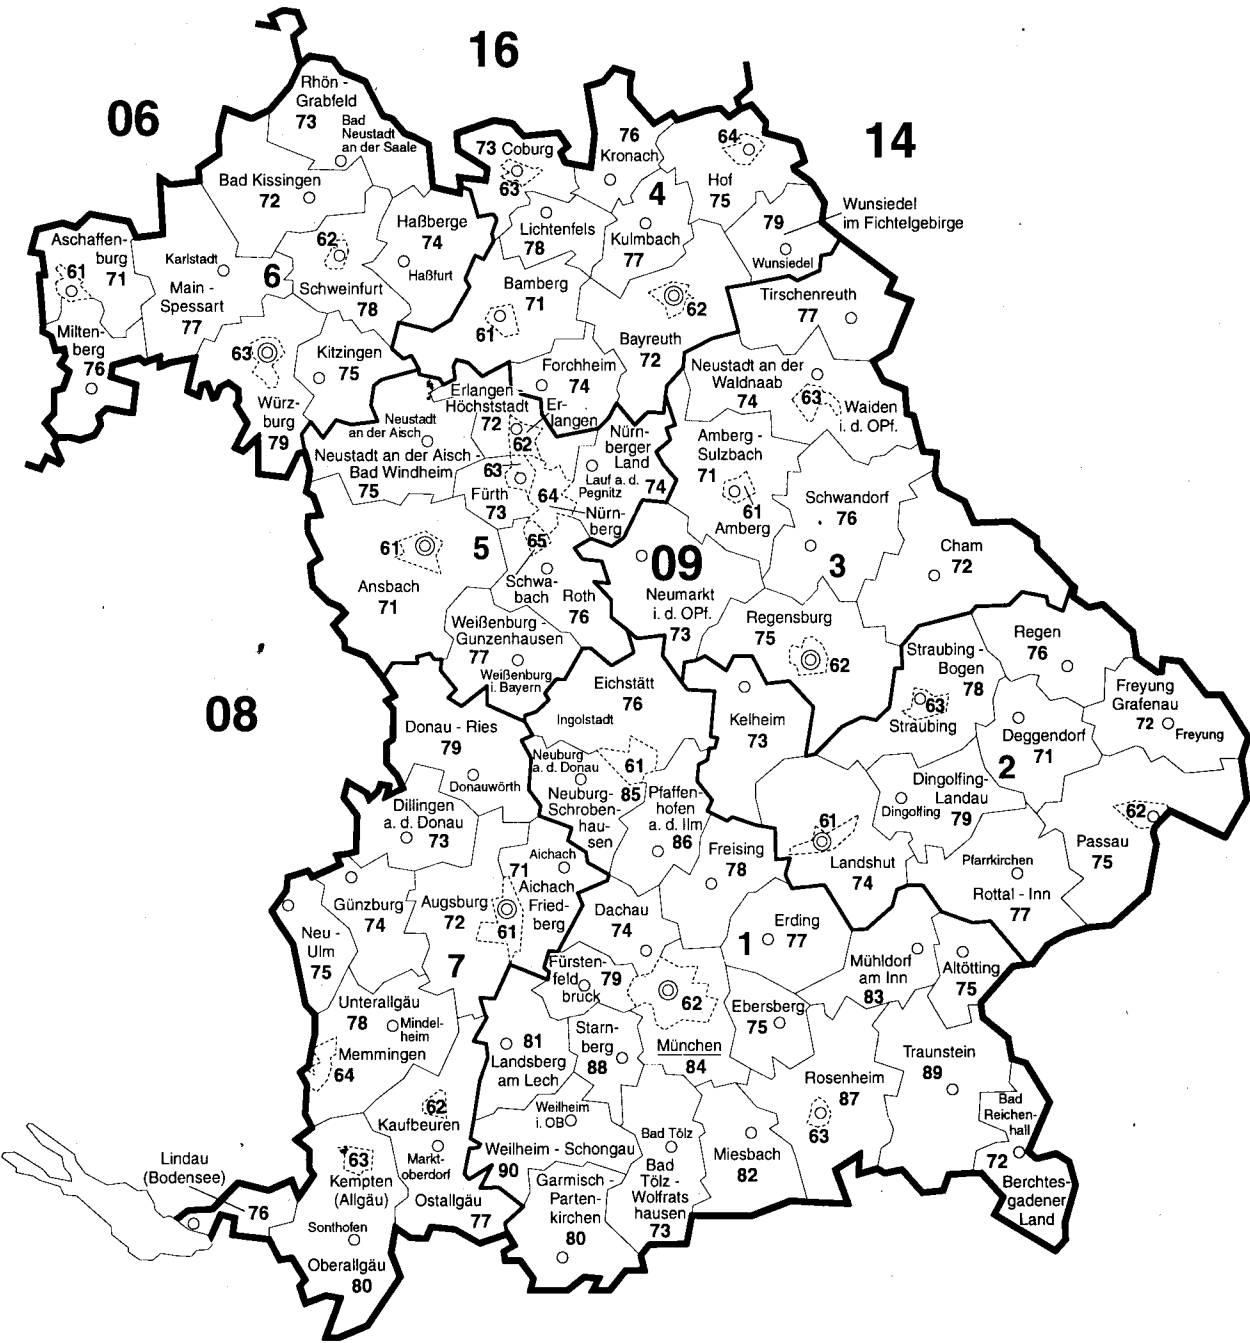 16
06
14
08
09
Rhön -
Grabfeld
73
Bad
Neustadt
an der Saale
Bad Kissingen
72
Haßberge
74
Haßfurt
62
Schweinfurt
78
6
Aschaffen-
burg
71
61
Karlstadt
Main -
Spessart
77
Milten-
berg
76
63
Würz-
burg
79
Kitzingen
75
73 Coburg
63
76
Kronach
4
64
Hof
75
79
Wunsiedel
im Fichtelgebirge
Wunsiedel
Lichtenfels
78
Kulmbach
77
Bamberg
71
61
62
Bayreuth
72
Forchheim
74
Tirschenreuth
77
Neustadt an der
Waldnaab
74
63
Waiden
i. d. OPf.
Amberg -
Sulzbach
71
61
Amberg
Schwandorf
76
3
Cham
72
Neumarkt
i. d. OPf.
73
Regensburg
75
62
Erlangen -
Höchststadt
72
Er-
langen
62
Neustadt
an der Aisch
Neustadt an der Aisch
Bad Windheim
75
63
Fürth
73
64
Nürn-
berger
Land
Lauf a. d.
Pegnitz
74
Nürn-
berg
65
Schwa-
bach
5
61
Ansbach
71
Roth
76
Weißenburg -
Gunzenhausen
77
Weißenburg
i. Bayern
Straubing -
Bogen
78
63
Straubing
Regen
76
Freyung
Grafenau
72
Freyung
Deggendorf
71
2
Dingolfing-
Landau
79
Dingolfing
62
Passau
75
Pfarrkirchen
Rottal - Inn
77
61
Landshut
74
Kelheim
73
Eichstätt
76
Ingolstadt
61
Neuburg
a. d. Donau
85
Neuburg-
Schroben-
hau-
sen
Pfaffen-
hofen
a. d. Ilm
86
Freising
78
Erding
77
1
Dachau
74
Fürsten-
feld
bruck
79
62
München
84
Ebersberg
75
Mühldorf
am Inn
83
Altötting
75
Traunstein
89
Rosenheim
87
63
Bad
Reichen-
hall
72
Berchtes-
gadener
Land
Starn-
berg
88
81
Landsberg
am Lech
Weilheim
i. OB
Weilheim - Schongau
90
Garmisch -
Parten-
kirchen
80
Bad Tölz
Bad
Tölz -
Wolfrats
hausen
73
Miesbach
82
Donau - Ries
79
Donauwörth
Dillingen
a. d. Donau
73
71
Aichach
Aichach
Fried-
berg
Augsburg
72
61
Günzburg
74
Neu -
Ulm
75
7
Unterallgäu
78
Mindel-
heim
Memmingen
64
62
Kaufbeuren
Markt-
oberdorf
Ostallgäu
77
63
Kempten
(Allgäu)
Sonthofen
Oberallgäu
80
Lindau
(Bodensee)
76